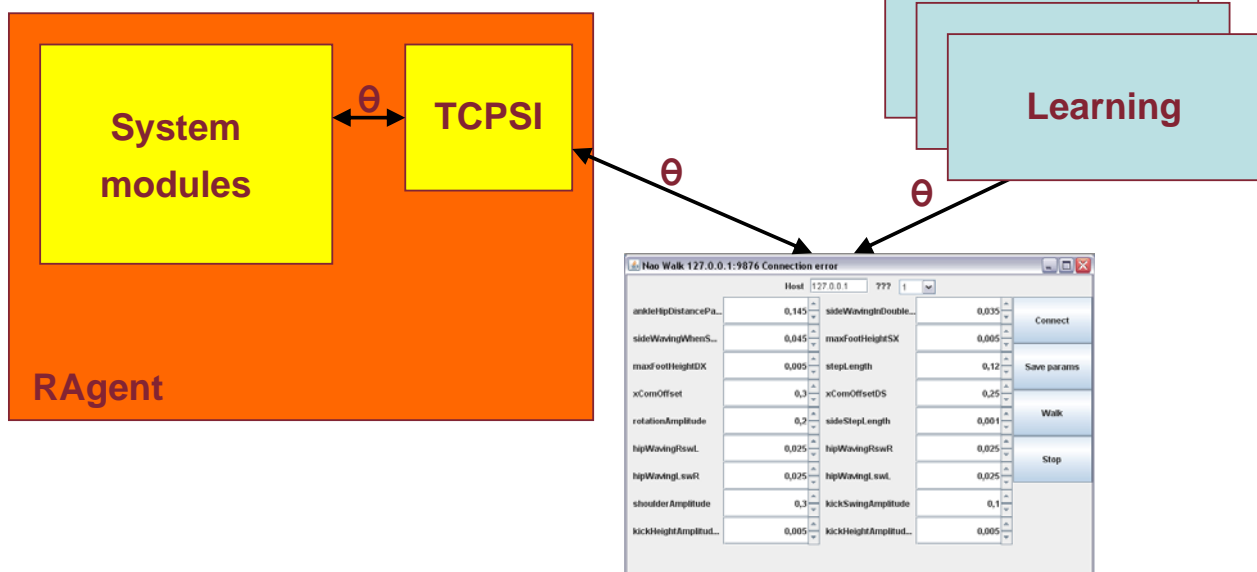 System
modules
θ
TCPSI
RAgent
Learning
θ
θ
Nao Walk 127.0.0.1:9876 Connection error
Host 127.0.0.1 ??? 1
ankleHipDistancePa... 0,145 sideWavingInDouble... 0,035
Connect
sideWavingWhenS... 0,045 maxFootHeightSX 0,005
maxFootHeightDX 0,005 stepLength 0,12
Save params
xComOffset 0,3 xComOffsetDS 0,25
Walk
rotationAmplitude 0,2 sideStepLength 0,001
hipWavingRswL 0,025 hipWavingRswR 0,025
Stop
hipWavingLswR 0,025 hipWavingLswL 0,025
shoulderAmplitude 0,3 kickSwingAmplitude 0,1
kickHeightAmplitud... 0,005 kickHeightAmplitud... 0,005